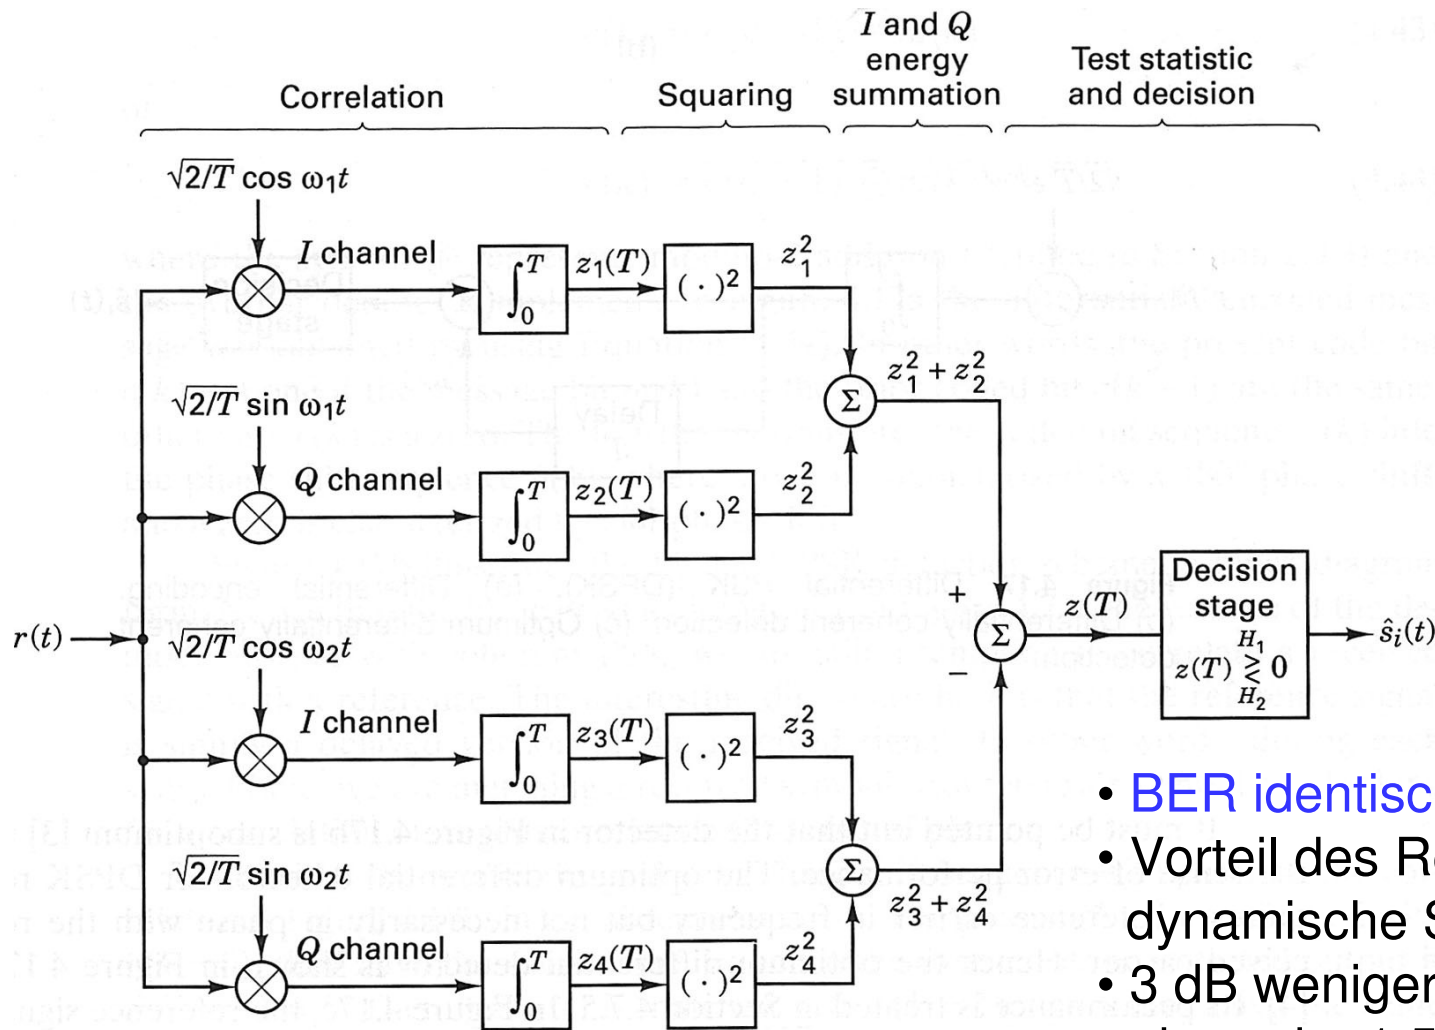 I and Q
energy
summation
Correlation
Squaring
Test statistic
and decision
√2/T cos ω₁t
I channel
∫₀ᵀ
z₁(T)
(·)²
z₁²
√2/T sin ω₁t
Q channel
∫₀ᵀ
z₂(T)
(·)²
z₂²
Σ
z₁² + z₂²
r(t)
√2/T cos ω₂t
I channel
∫₀ᵀ
z₃(T)
(·)²
z₃²
√2/T sin ω₂t
Q channel
∫₀ᵀ
z₄(T)
(·)²
z₄²
Σ
z₃² + z₄²
+
Σ
−
z(T)
Decision
stage
H₁
z(T) ≷ 0
H₂
ŝᵢ(t)
• BER identisc
• Vorteil des R
dynamische S
• 3 dB weniger